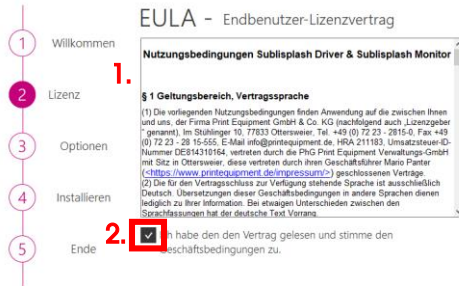 EULA - Endbenutzer-Lizenzvertrag
1 Willkommen
2 Lizenz
3 Optionen
4 Installieren
5 Ende
1.
Nutzungsbedingungen Sublisplash Driver & Sublisplash Monitor
§ 1 Geltungsbereich, Vertragssprache
(1) Die vorliegenden Nutzungsbedingungen finden Anwendung auf die zwischen Ihnen
und uns, der Firma Print Equipment GmbH & Co. KG (nachfolgend auch „Lizenzgeber
“ genannt), Im Stühlinger 10, 77833 Ottersweier, Tel. +49 (0) 72 23 - 2815-0, Fax +49
(0) 72 23 - 28 15-555, E-Mail info@printequipment.de, HRA 211183, Umsatzsteuer-ID-
Nummer DE814310164, vertreten durch die PhG Print Equipment Verwaltungs-GmbH
mit Sitz in Ottersweier, diese vertreten durch ihren Geschäftsführer Mario Panter
(<https://www.printequipment.de/impressum/>) geschlossenen Verträge.
(2) Die für den Vertragsschluss zur Verfügung stehende Sprache ist ausschließlich
Deutsch. Übersetzungen dieser Geschäftsbedingungen in andere Sprachen dienen
lediglich zu Ihrer Information. Bei etwaigen Unterschieden zwischen den
Sprachfassungen hat der deutsche Text Vorrang.
2.
Ich habe den den Vertrag gelesen und stimme den
Geschäftsbedingungen zu.